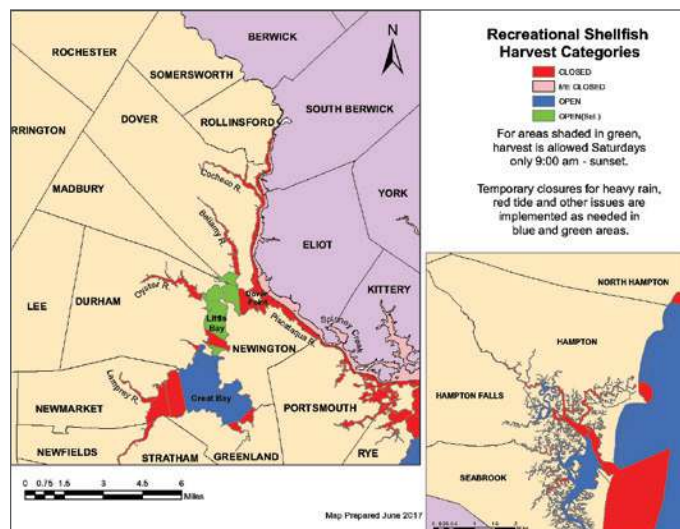 BERWICK
ROCHESTER
SOMERSWORTH
N
SOUTH BERWICK
DOVER
ROLLINSFORD
RRINGTON
Cocheco R.
YORK
MADBURY
Bellamy R.
ELIOT
KITTERY
Oyster R.
LEE
DURHAM
Dover Point
Little Bay
Piscataqua R.
Spinney Creek
NEWINGTON
Lamprey R.
Great Bay
NEWMARKET
PORTSMOUTH
NEWFIELDS
STRATHAM
GREENLAND
RYE
0 0.75 1.5 3 4.5 6
Miles
Map Prepared June 2017
Recreational Shellfish
Harvest Categories
CLOSED
ME CLOSED
OPEN
OPEN(Sat.)
For areas shaded in green,
harvest is allowed Saturdays
only 9:00 am - sunset.
Temporary closures for heavy rain,
red tide and other issues are
implemented as needed in
blue and green areas.
NORTH HAMPTON
HAMPTON
HAMPTON FALLS
SEABROOK